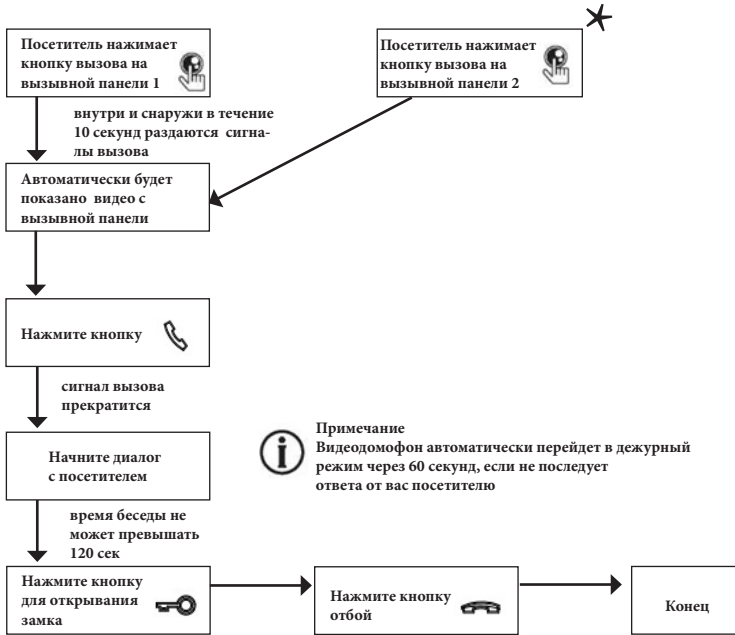 Посетитель нажимает
кнопку вызова на
вызывной панели 1
Посетитель нажимает
кнопку вызова на
вызывной панели 2
внутри и снаружи в течение
10 секунд раздаются сигна-
лы вызова
Автоматически будет
показано видео с
вызывной панели
Нажмите кнопку
сигнал вызова
прекратится
Начните диалог
с посетителем
Примечание
Видеодомофон автоматически перейдет в дежурный
режим через 60 секунд, если не последует
ответа от вас посетителю
время беседы не
может превышать
120 сек
Нажмите кнопку
для открывания
замка
Нажмите кнопку
отбой
Конец